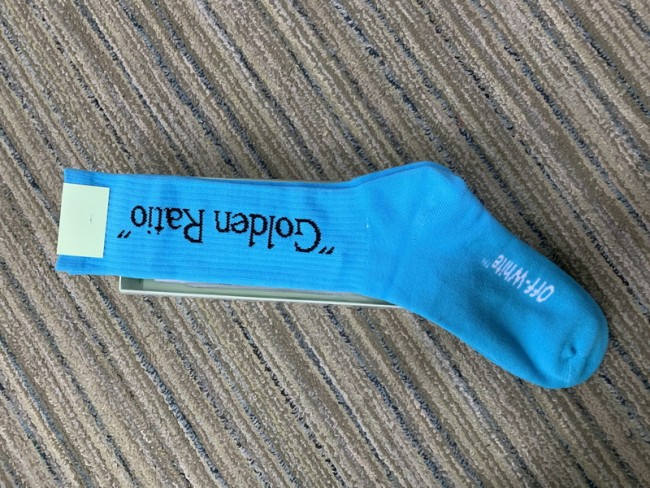 "Golden Ratio"
Off-White™